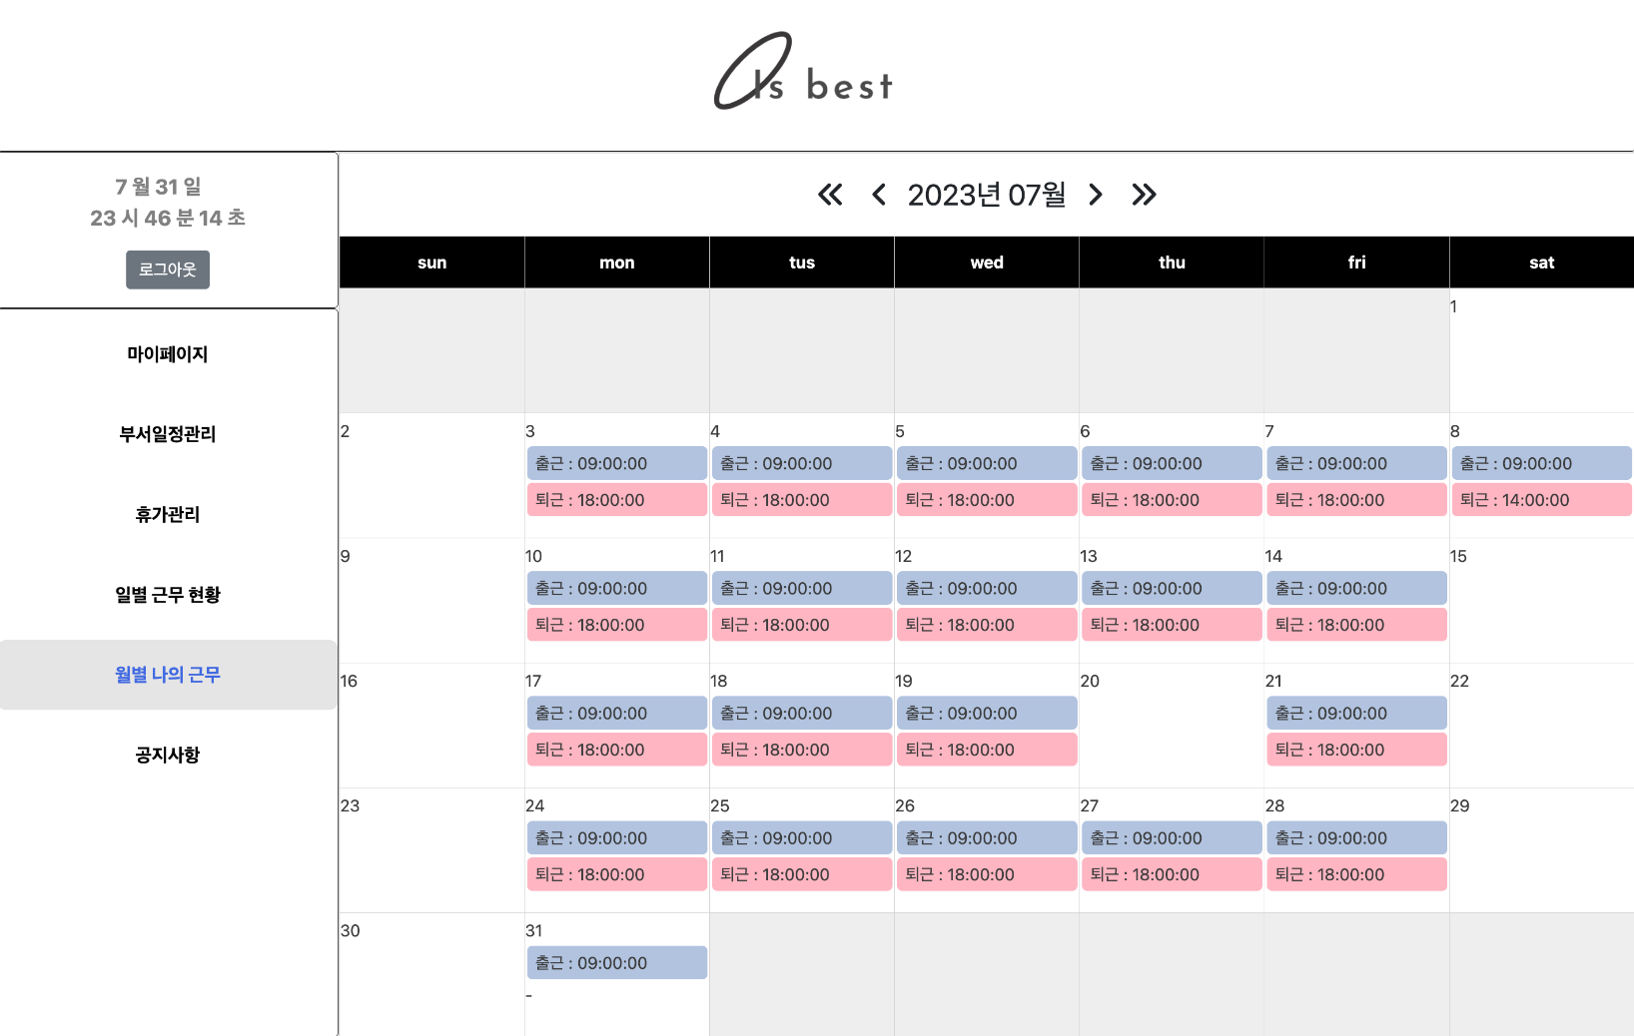 Is best
7 월 31 일
23 시 46 분 14 초
로그아웃
마이페이지
부서일정관리
휴가관리
일별 근무 현황
월별 나의 근무
공지사항
2023년 07월
sun mon tus wed thu fri sat
1
2 3 4 5 6 7 8
출근 : 09:00:00 출근 : 09:00:00 출근 : 09:00:00 출근 : 09:00:00 출근 : 09:00:00 출근 : 09:00:00
퇴근 : 18:00:00 퇴근 : 18:00:00 퇴근 : 18:00:00 퇴근 : 18:00:00 퇴근 : 18:00:00 퇴근 : 14:00:00
9 10 11 12 13 14 15
출근 : 09:00:00 출근 : 09:00:00 출근 : 09:00:00 출근 : 09:00:00 출근 : 09:00:00
퇴근 : 18:00:00 퇴근 : 18:00:00 퇴근 : 18:00:00 퇴근 : 18:00:00 퇴근 : 18:00:00
16 17 18 19 20 21 22
출근 : 09:00:00 출근 : 09:00:00 출근 : 09:00:00 출근 : 09:00:00
퇴근 : 18:00:00 퇴근 : 18:00:00 퇴근 : 18:00:00 퇴근 : 18:00:00
23 24 25 26 27 28 29
출근 : 09:00:00 출근 : 09:00:00 출근 : 09:00:00 출근 : 09:00:00 출근 : 09:00:00
퇴근 : 18:00:00 퇴근 : 18:00:00 퇴근 : 18:00:00 퇴근 : 18:00:00 퇴근 : 18:00:00
30 31
출근 : 09:00:00
-